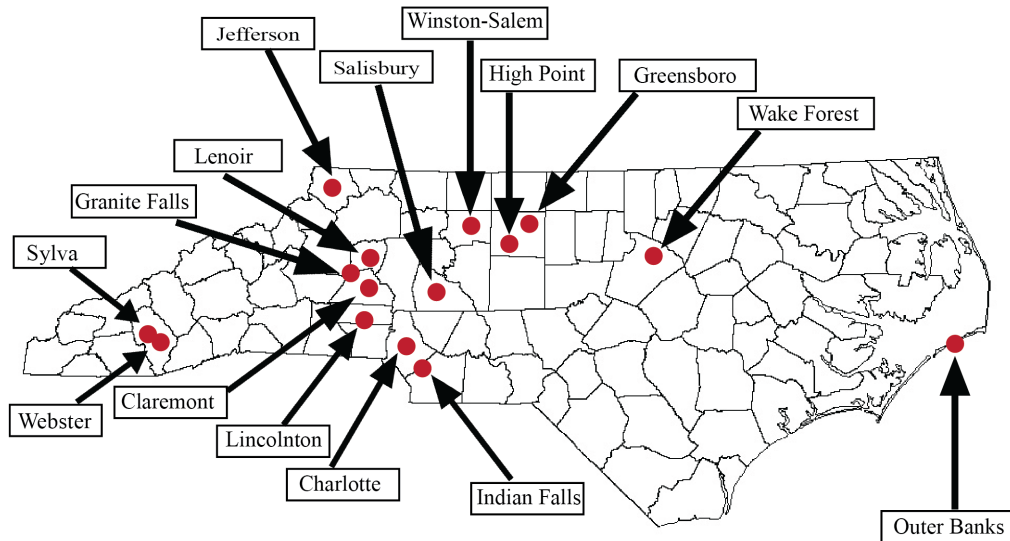 Winston-Salem
Jefferson
Salisbury
High Point
Greensboro
Wake Forest
Lenoir
Granite Falls
Sylva
Claremont
Webster
Lincolnton
Charlotte
Indian Falls
Outer Banks